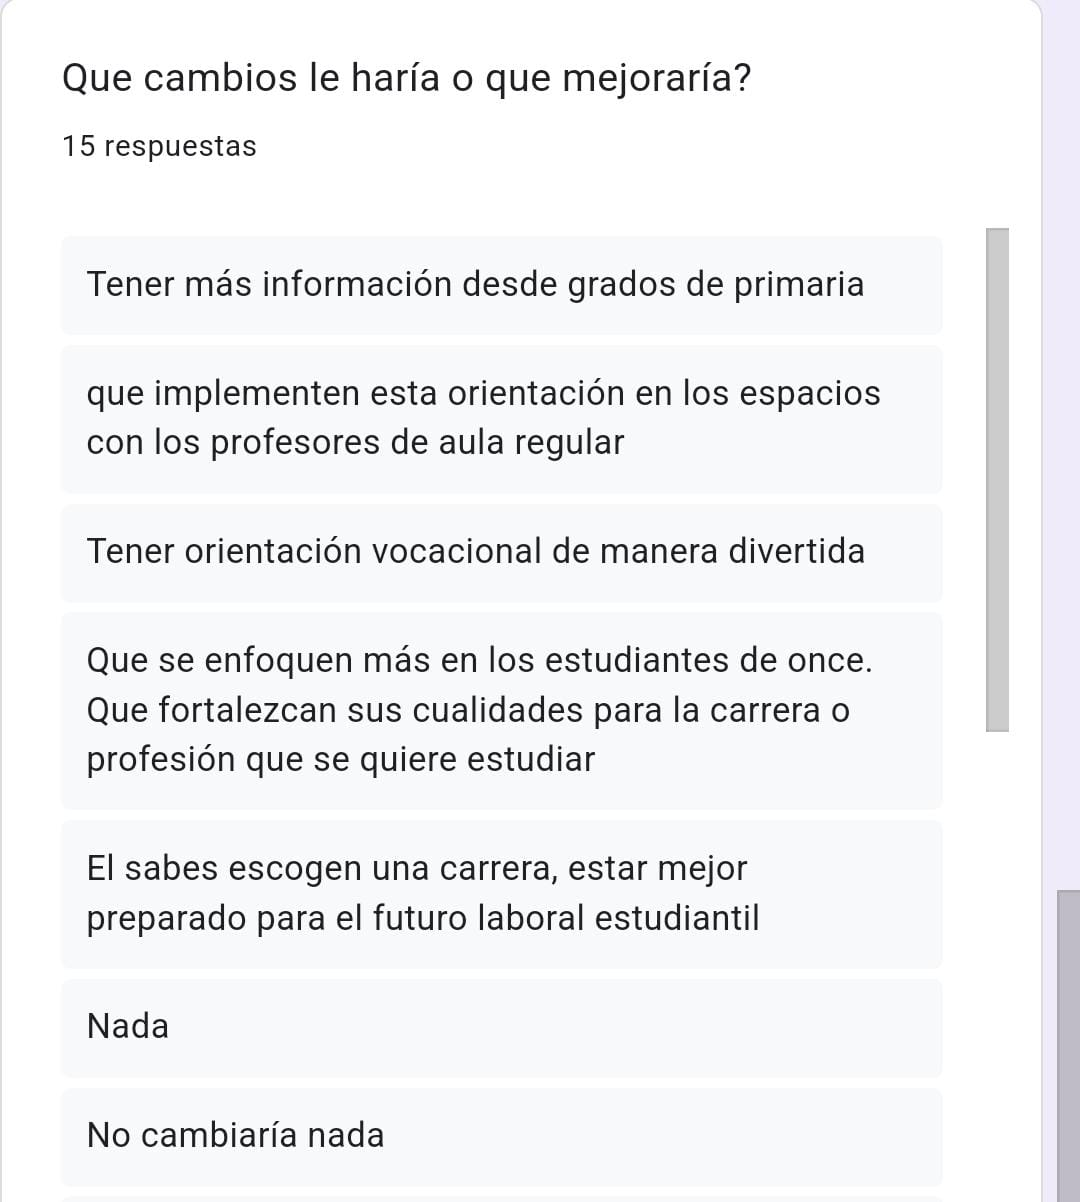 Que cambios le haría o que mejoraría?
15 respuestas
Tener más información desde grados de primaria
que implementen esta orientación en los espacios
con los profesores de aula regular
Tener orientación vocacional de manera divertida
Que se enfoquen más en los estudiantes de once.
Que fortalezcan sus cualidades para la carrera o
profesión que se quiere estudiar
El sabes escogen una carrera, estar mejor
preparado para el futuro laboral estudiantil
Nada
No cambiaría nada